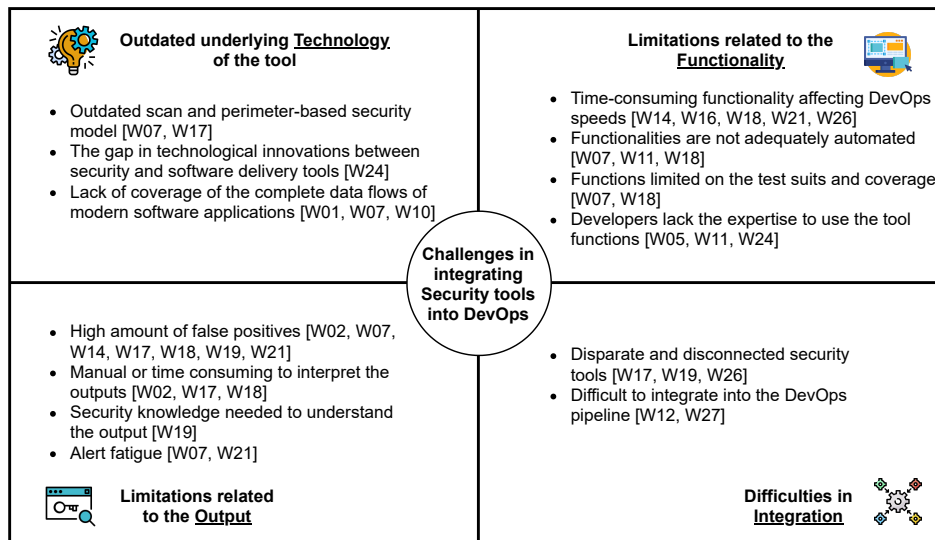 Outdated underlying Technology
of the tool
• Outdated scan and perimeter-based security
model [W07, W17]
• The gap in technological innovations between
security and software delivery tools [W24]
• Lack of coverage of the complete data flows of
modern software applications [W01, W07, W10]
Limitations related to the
Functionality
• Time-consuming functionality affecting DevOps
speeds [W14, W16, W18, W21, W26]
• Functionalities are not adequately automated
[W07, W11, W18]
• Functions limited on the test suits and coverage
[W07, W18]
• Developers lack the expertise to use the tool
functions [W05, W11, W24]
Challenges in
integrating
Security tools
into DevOps
• High amount of false positives [W02, W07,
W14, W17, W18, W19, W21]
• Manual or time consuming to interpret the
outputs [W02, W17, W18]
• Security knowledge needed to understand
the output [W19]
• Alert fatigue [W07, W21]
Limitations related
to the Output
• Disparate and disconnected security
tools [W17, W19, W26]
• Difficult to integrate into the DevOps
pipeline [W12, W27]
Difficulties in
Integration